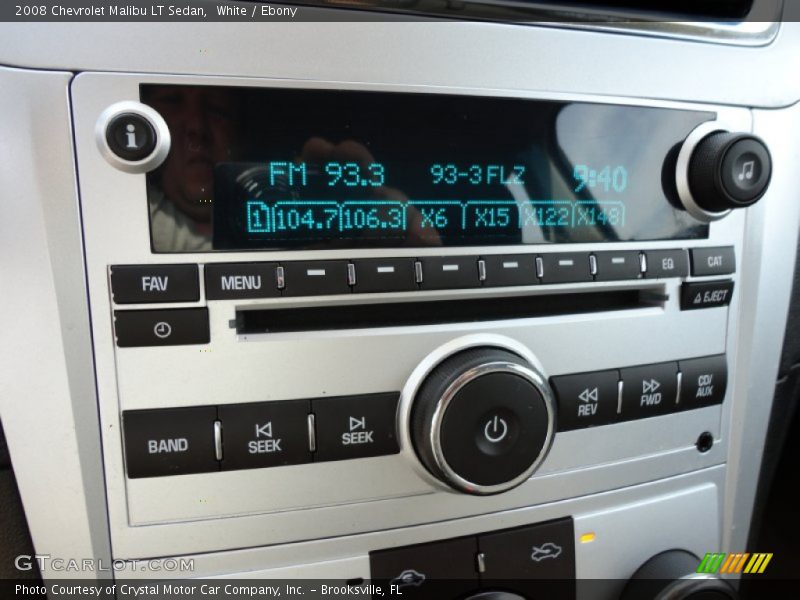 2008 Chevrolet Malibu LT Sedan,  White / Ebony
FM 93.3 93-3FLZ 9:40
1 104.7 106.3 X6 X15 X122 X148
FAV MENU EQ CAT
EJECT
BAND SEEK SEEK REV FWD CD/AUX
GTCARLOT.COM
Photo Courtesy of Crystal Motor Car Company, Inc. – Brooksville, FL